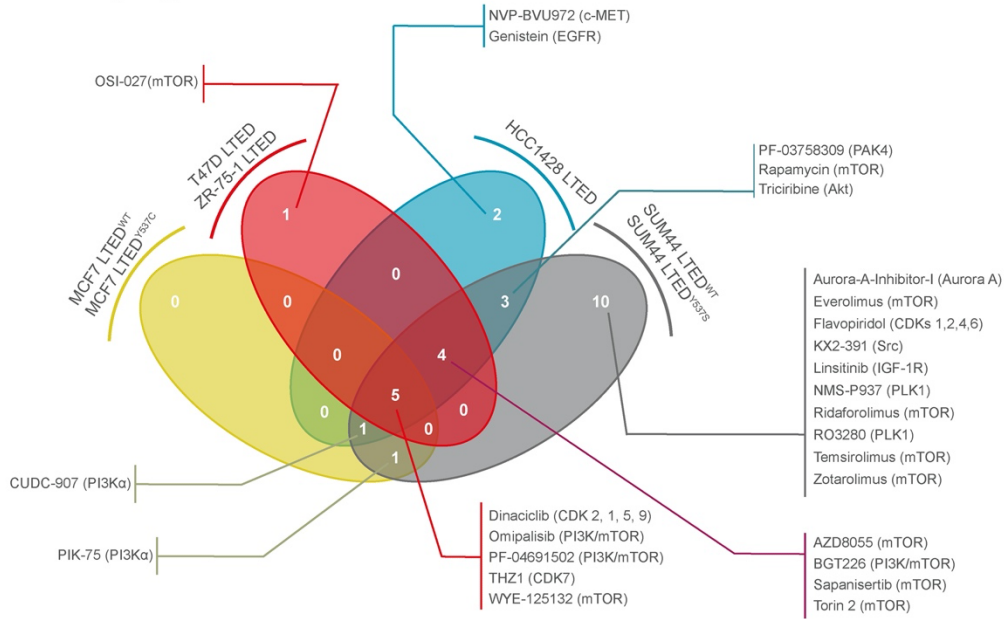 NVP-BVU972 (c-MET)
Genistein (EGFR)
OSI-027(mTOR)
T47D LTED
ZR-75-1 LTED
HCC1428 LTED
MCF7 LTEDWT
MCF7 LTEDY537C
SUM44 LTEDWT
SUM44 LTEDY537S
PF-03758309 (PAK4)
Rapamycin (mTOR)
Triciribine (Akt)
1
2
0
0
0
3
10
0
4
5
0
0
1
0
1
Aurora-A-Inhibitor-I (Aurora A)
Everolimus (mTOR)
Flavopiridol (CDKs 1,2,4,6)
KX2-391 (Src)
Linsitinib (IGF-1R)
NMS-P937 (PLK1)
Ridaforolimus (mTOR)
RO3280 (PLK1)
Temsirolimus (mTOR)
Zotarolimus (mTOR)
CUDC-907 (PI3Kα)
PIK-75 (PI3Kα)
Dinaciclib (CDK 2, 1, 5, 9)
Omipalisib (PI3K/mTOR)
PF-04691502 (PI3K/mTOR)
THZ1 (CDK7)
WYE-125132 (mTOR)
AZD8055 (mTOR)
BGT226 (PI3K/mTOR)
Sapanisertib (mTOR)
Torin 2 (mTOR)